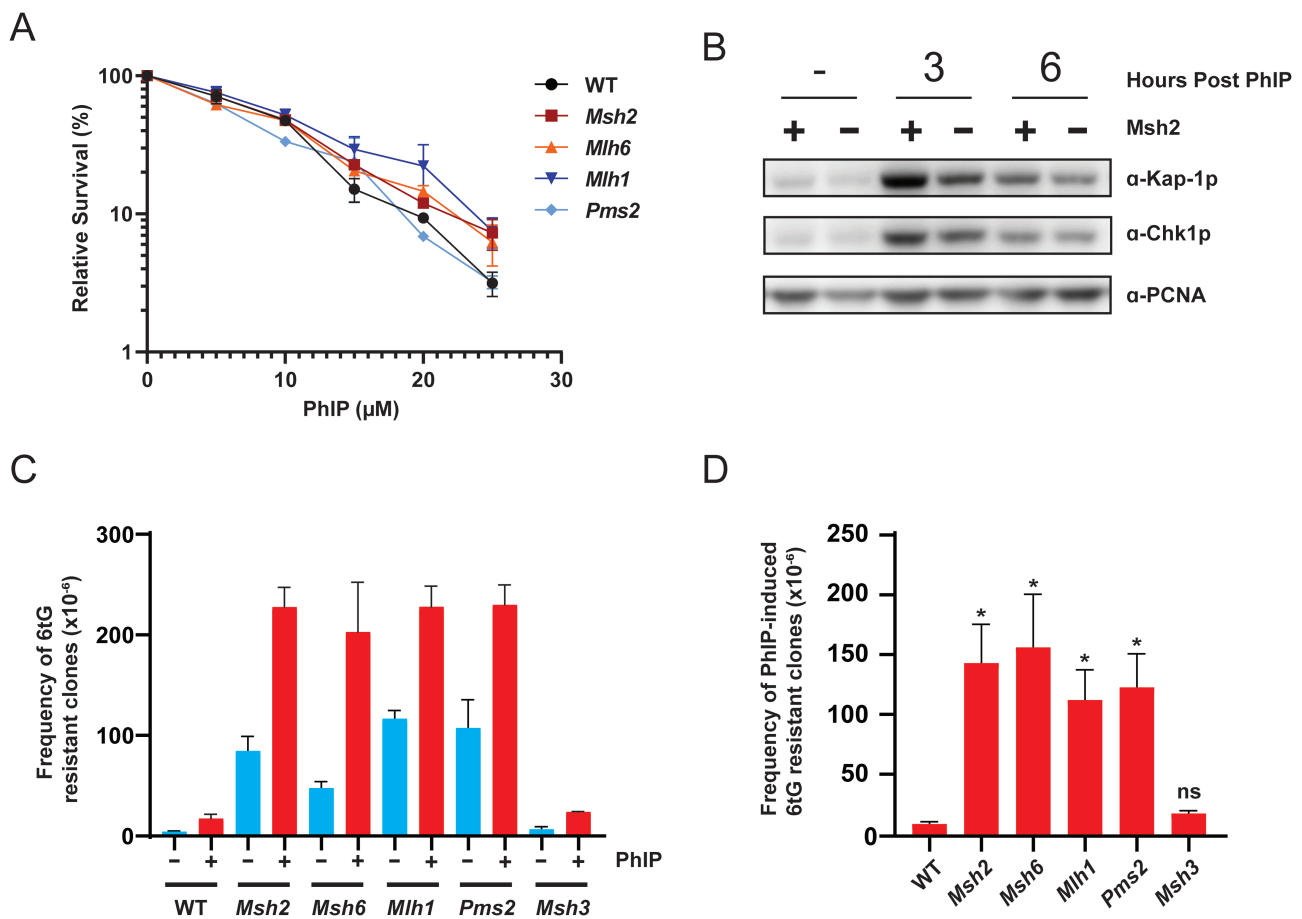 A
100
10
1
0
10
20
30
Relative Survival (%)
PhIP (µM)
WT
Msh2
Mlh6
Mlh1
Pms2
B
- 3 6 Hours Post PhIP
+ − + − + − Msh2
α-Kap-1p
α-Chk1p
α-PCNA
C
300
200
100
0
Frequency of 6tG
resistant clones (x10⁻⁶)
− + − + − + − + − + − + PhIP
WT Msh2 Msh6 Mlh1 Pms2 Msh3
D
250
200
150
100
50
0
Frequency of PhIP-induced
6tG resistant clones (x10⁻⁶)
* * * * ns
WT Msh2 Msh6 Mlh1 Pms2 Msh3